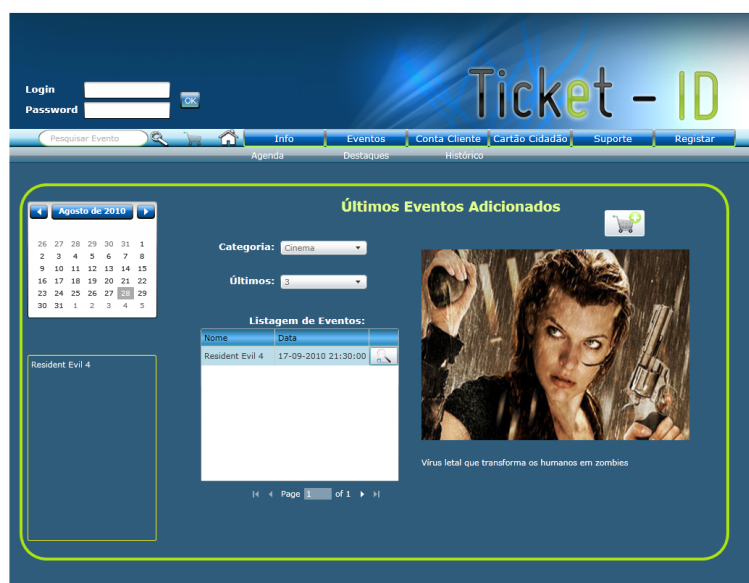 Ticket - ID
Login
Password
OK
Pesquisar Evento
Info Eventos Conta Cliente Cartão Cidadão Suporte Registar
Agenda Destaques Histórico
Últimos Eventos Adicionados
Agosto de 2010
26 27 28 29 30 31 1
2 3 4 5 6 7 8
9 10 11 12 13 14 15
16 17 18 19 20 21 22
23 24 25 26 27 28 29
30 31 1 2 3 4 5
Resident Evil 4
Categoria: Cinema
Últimos: 3
Listagem de Eventos:
Nome Data
Resident Evil 4 17-09-2010 21:30:00
Page 1 of 1
Vírus letal que transforma os humanos em zombies